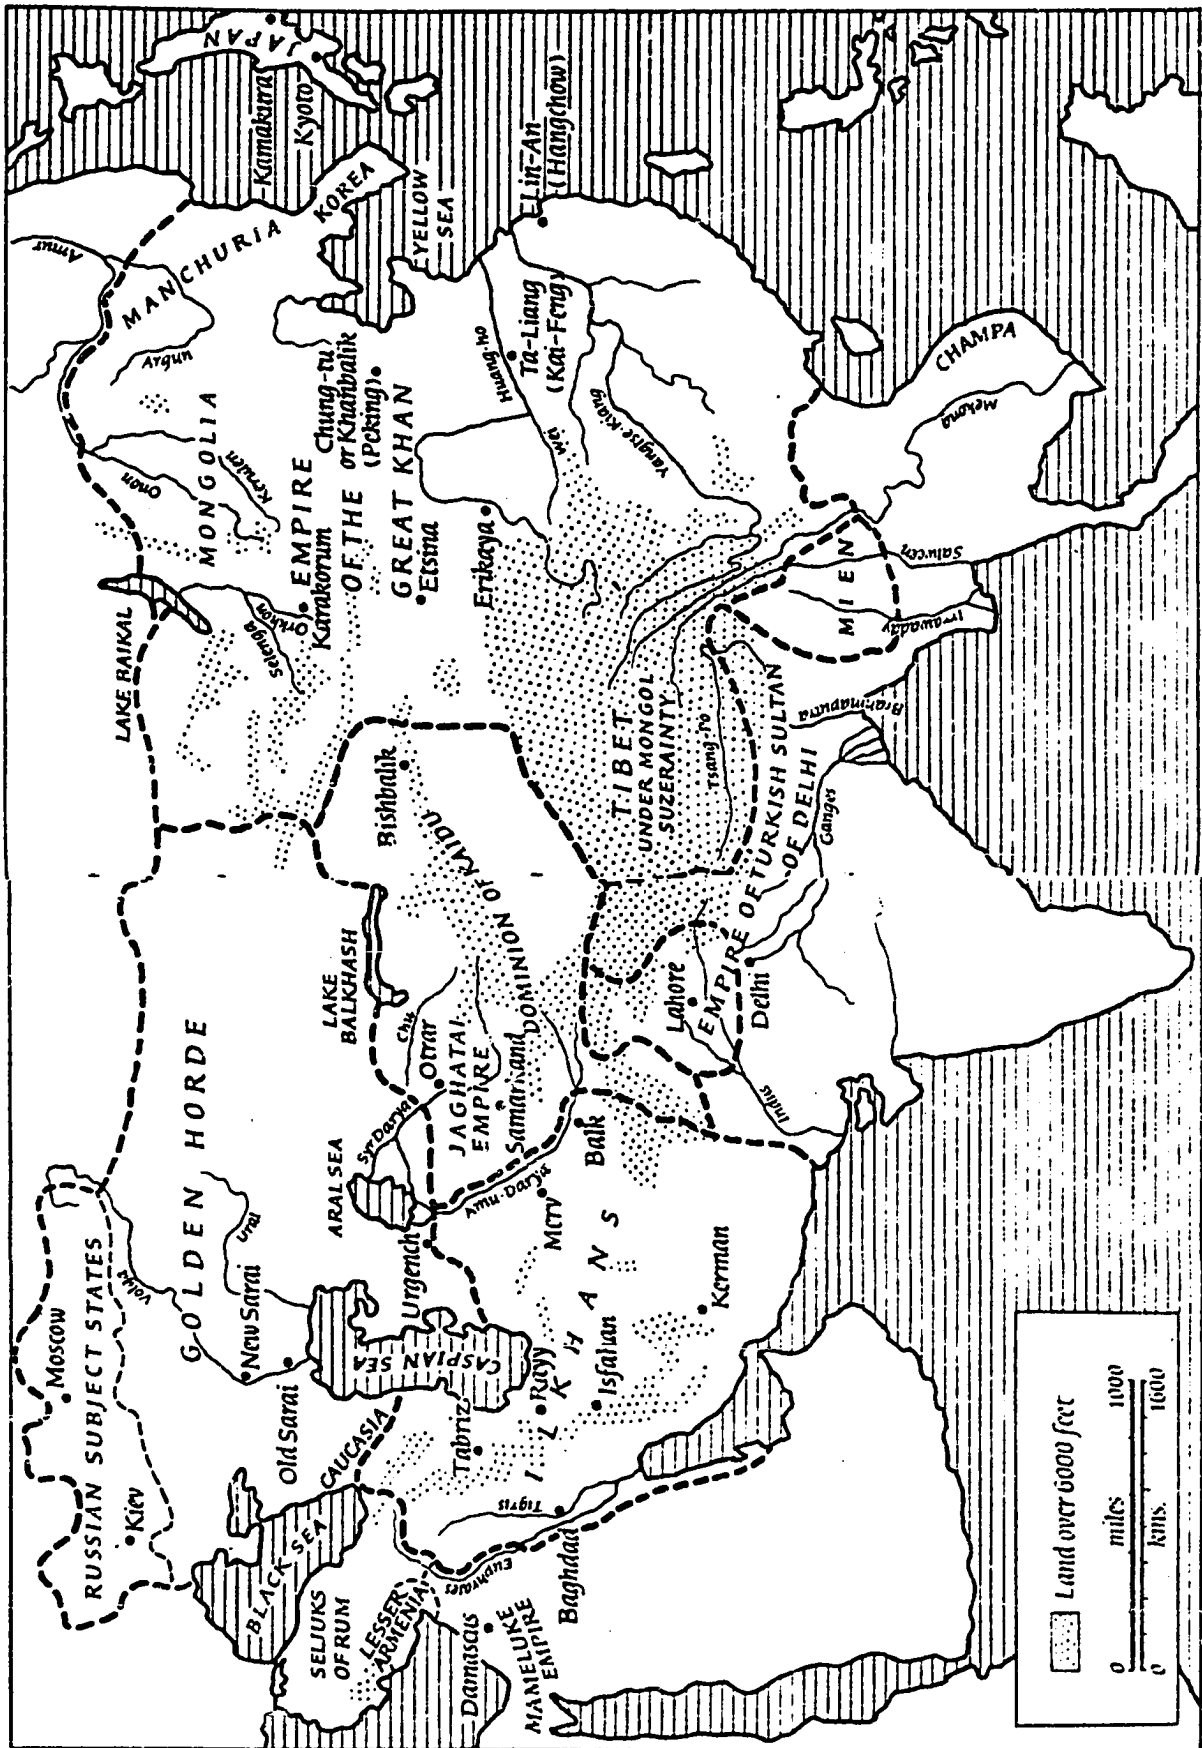 RUSSIAN SUBJECT STATES
Moscow
Kiev
GOLDEN HORDE
Volga
Ural
New Sarai
Old Sarai
CAUCASIA
BLACK SEA
CASPIAN SEA
ARAL SEA
Syr-Darja
Amu-Darja
Urgench
LAKE
BALKHASH
Chu
Otrar
JAGHATAI
EMPIRE
Samarkand
DOMINION OF KAIDU
Bishbalik
LAKE BAIKAL
Selenga
Orkhon
MONGOLIA
Onon
Kerulen
Argun
Amur
MANCHURIA
EMPIRE
OF THE
GREAT KHAN
Karakorum
Chung-tu
or Khanbalik
(Peking)
Etsina
Erikaya
KOREA
JAPAN
Kamakura
Kyoto
YELLOW
SEA
Huang-ho
Wei
Ta-Liang
(Kai-Feng)
Yangtse-Kiang
Lin-An
(Hangchow)
SELJUKS
OF RUM
LESSER
ARMENIA
Damascus
MAMELUKE
EMPIRE
Euphrates
Tigris
Baghdad
Tabriz
Rayy
ILKHANS
Isfahan
Kerman
Merv
Balk
Lahore
Indus
EMPIRE OF TURKISH SULTAN
OF DELHI
Delhi
Ganges
Brahmaputra
TIBET
UNDER MONGOL
SUZERAINTY
Tsang-Po
MIEN
Irrawaddy
Salween
Mekong
CHAMPA
Land over 6000 feet
0 miles 1000
0 kms. 1600